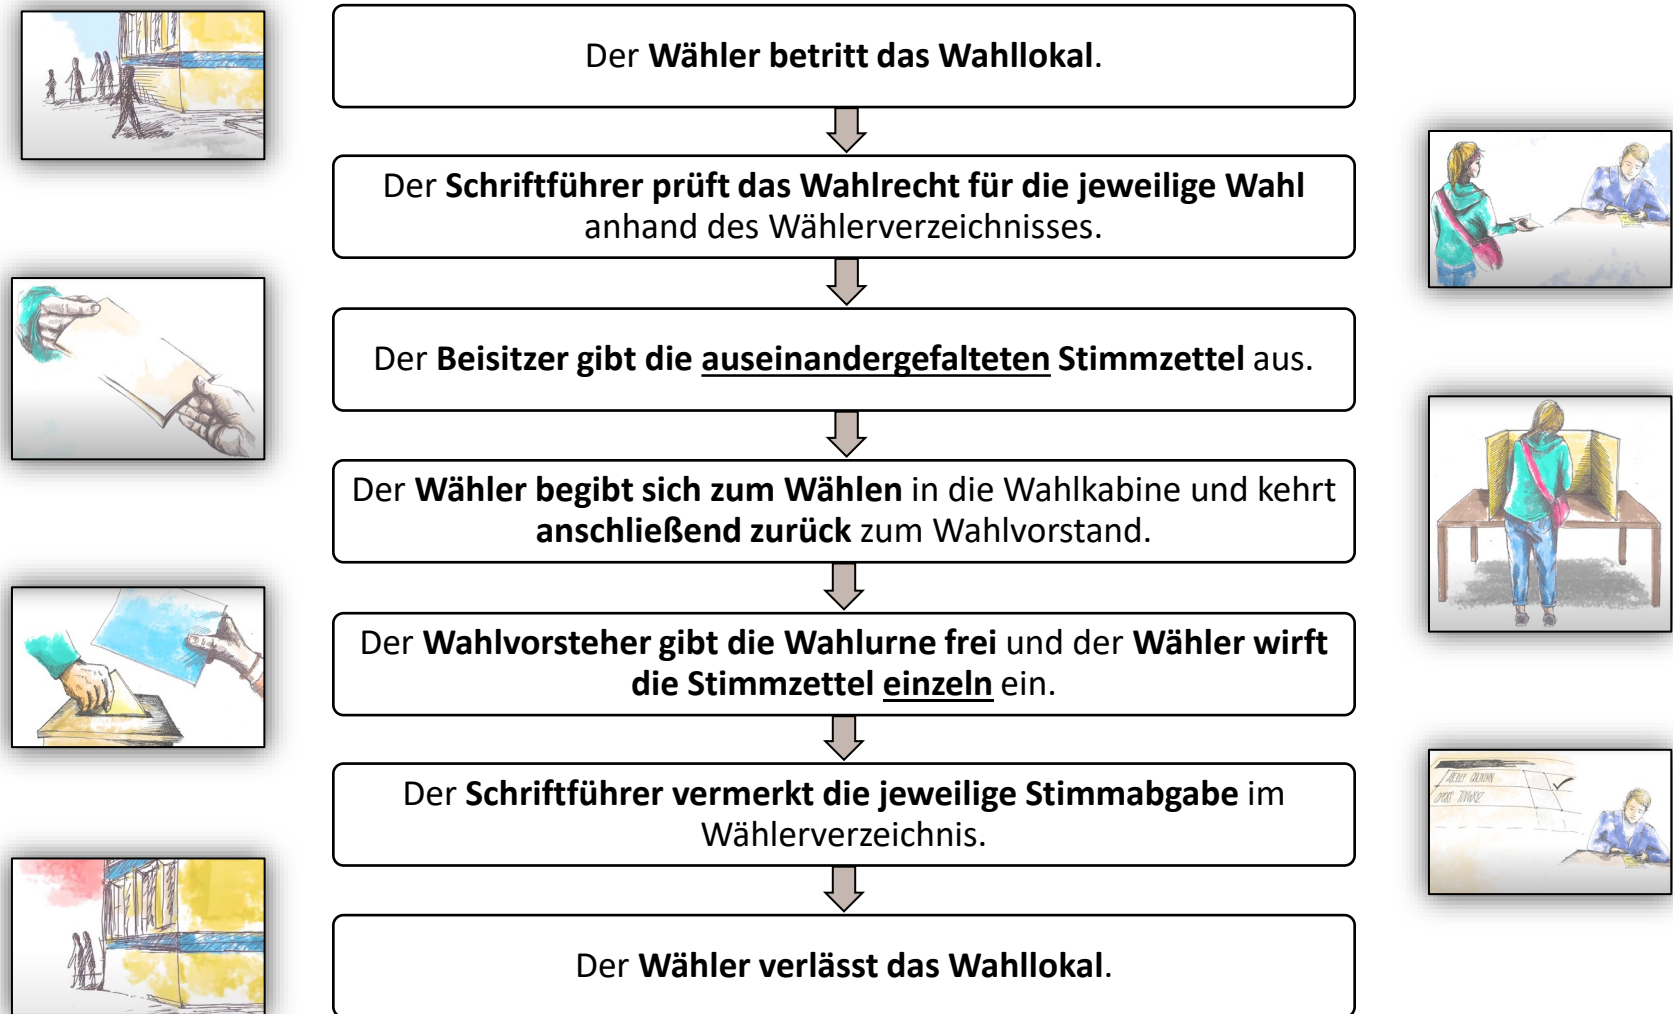 Der Wähler betritt das Wahllokal.
Der Schriftführer prüft das Wahlrecht für die jeweilige Wahl
anhand des Wählerverzeichnisses.
Der Beisitzer gibt die auseinandergefalteten Stimmzettel aus.
Der Wähler begibt sich zum Wählen in die Wahlkabine und kehrt
anschließend zurück zum Wahlvorstand.
Der Wahlvorsteher gibt die Wahlurne frei und der Wähler wirft
die Stimmzettel einzeln ein.
Der Schriftführer vermerkt die jeweilige Stimmabgabe im
Wählerverzeichnis.
Der Wähler verlässt das Wahllokal.